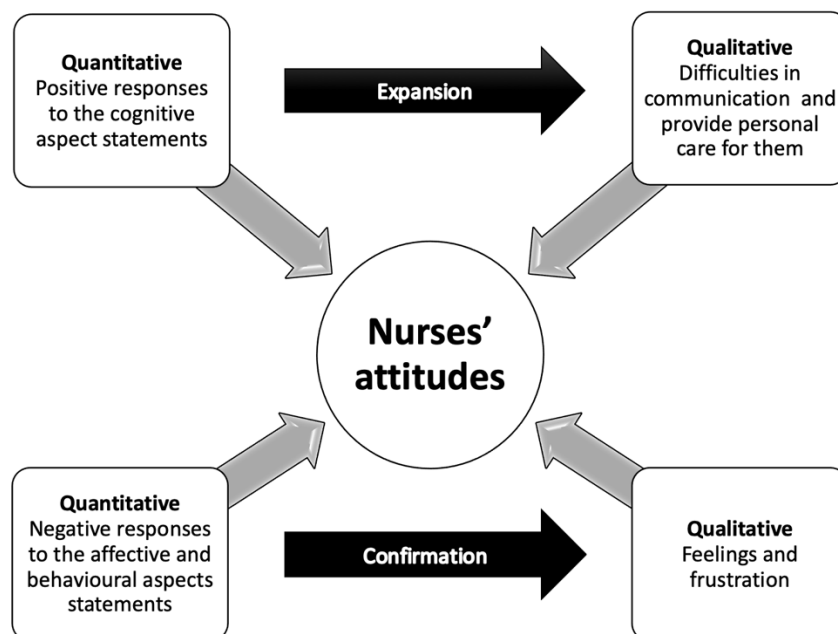 Quantitative
Positive responses
to the cognitive
aspect statements
Expansion
Qualitative
Difficulties in
communication and
provide personal
care for them
Nurses’
attitudes
Quantitative
Negative responses
to the affective and
behavioural aspects
statements
Confirmation
Qualitative
Feelings and
frustration